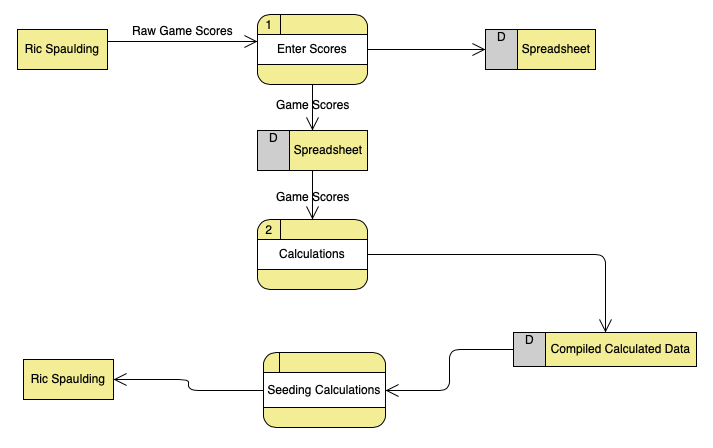 Ric Spaulding
Raw Game Scores
1
Enter Scores
D
Spreadsheet
Game Scores
D
Spreadsheet
Game Scores
2
Calculations
D
Compiled Calculated Data
Seeding Calculations
Ric Spaulding